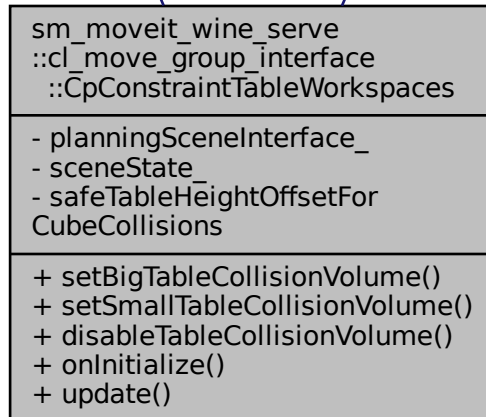 sm_moveit_wine_serve
::cl_move_group_interface
::CpConstraintTableWorkspaces
- planningSceneInterface_
- sceneState_
- safeTableHeightOffsetFor
CubeCollisions
+ setBigTableCollisionVolume()
+ setSmallTableCollisionVolume()
+ disableTableCollisionVolume()
+ onInitialize()
+ update()